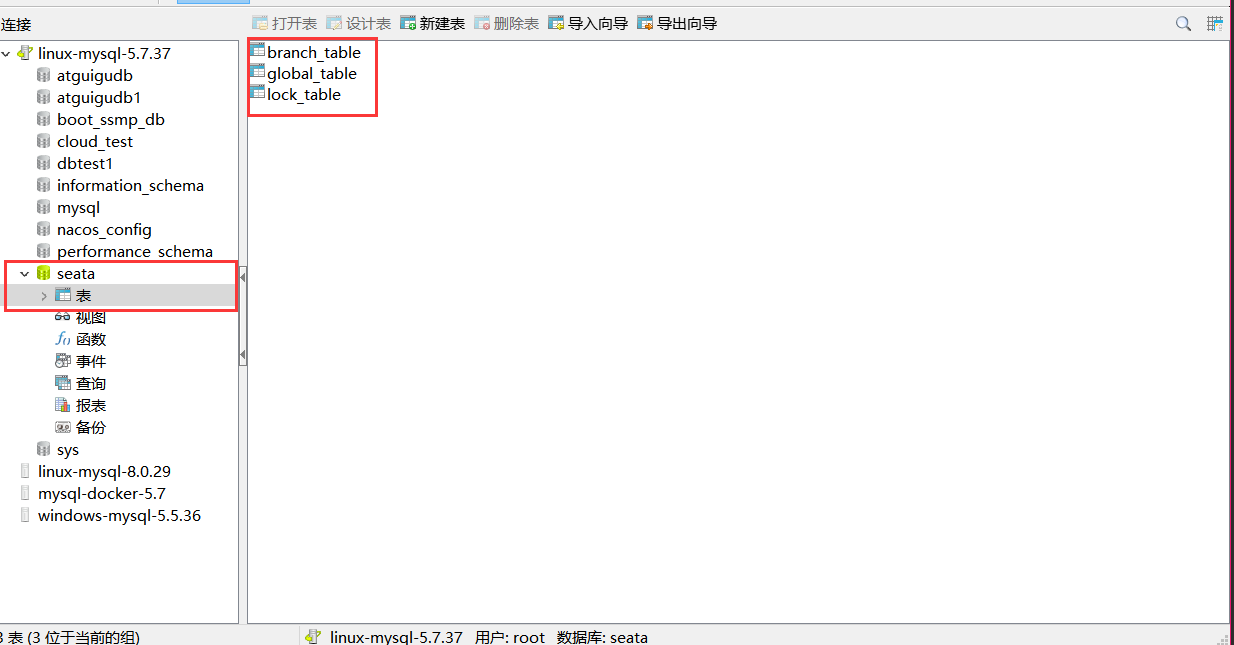 连接
打开表 设计表 新建表 删除表 导入向导 导出向导
linux-mysql-5.7.37
atguigudb
atguigudb1
boot_ssmp_db
cloud_test
dbtest1
information_schema
mysql
nacos_config
performance_schema
seata
表
视图
函数
事件
查询
报表
备份
sys
linux-mysql-8.0.29
mysql-docker-5.7
windows-mysql-5.5.36
branch_table
global_table
lock_table
3 表 (3 位于当前的组)
linux-mysql-5.7.37 用户: root 数据库: seata